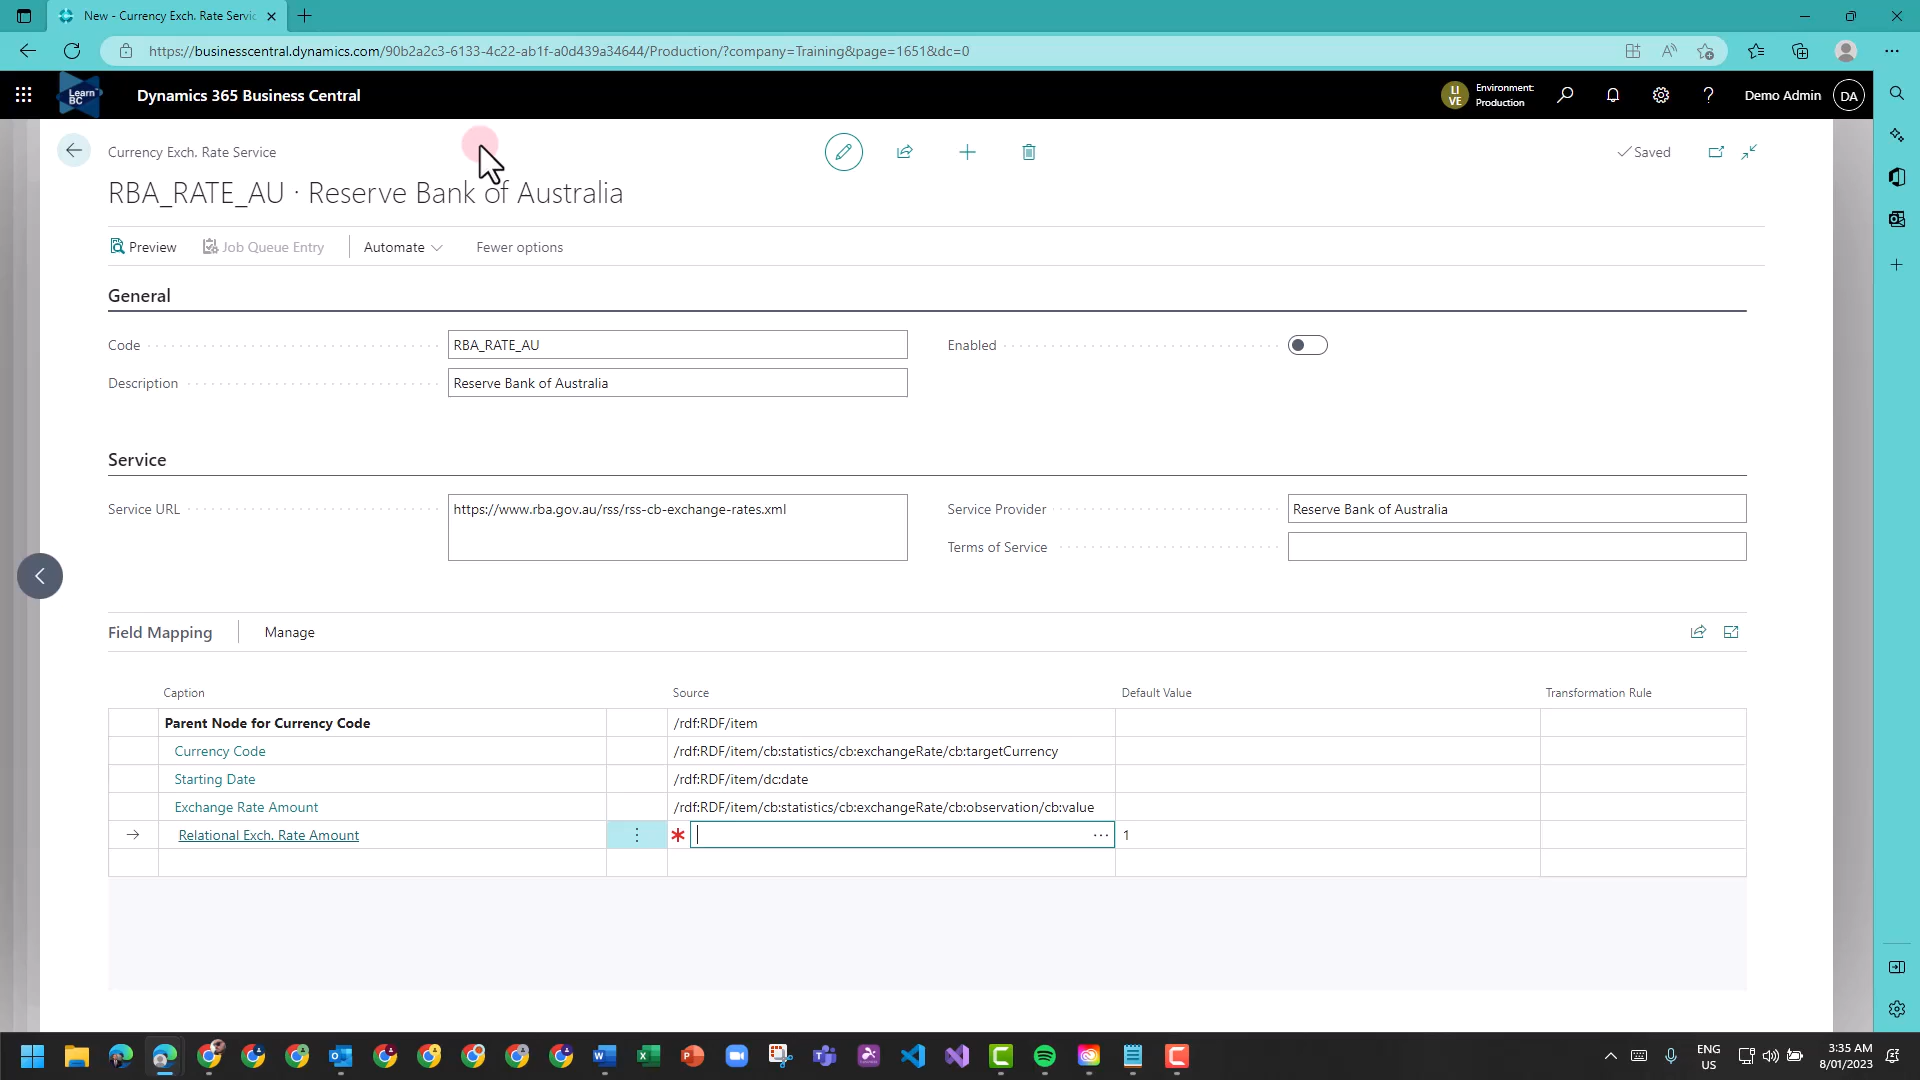 New - Currency Exch. Rate Servic
https://businesscentral.dynamics.com/90b2a2c3-6133-4c22-ab1f-a0d439a34644/Production/?company=Training&page=1651&dc=0
Learn BC
Dynamics 365 Business Central
LI VE
Environment:
Production
Demo Admin
DA
Currency Exch. Rate Service
Saved
RBA_RATE_AU · Reserve Bank of Australia
Preview
Job Queue Entry
Automate
Fewer options
General
Code
RBA_RATE_AU
Enabled
Description
Reserve Bank of Australia
Service
Service URL
https://www.rba.gov.au/rss/rss-cb-exchange-rates.xml
Service Provider
Reserve Bank of Australia
Terms of Service
Field Mapping
Manage
Caption
Source
Default Value
Transformation Rule
Parent Node for Currency Code
/rdf:RDF/item
Currency Code
/rdf:RDF/item/cb:statistics/cb:exchangeRate/cb:targetCurrency
Starting Date
/rdf:RDF/item/dc:date
Exchange Rate Amount
/rdf:RDF/item/cb:statistics/cb:exchangeRate/cb:observation/cb:value
Relational Exch. Rate Amount
1
ENG
US
3:35 AM
8/01/2023